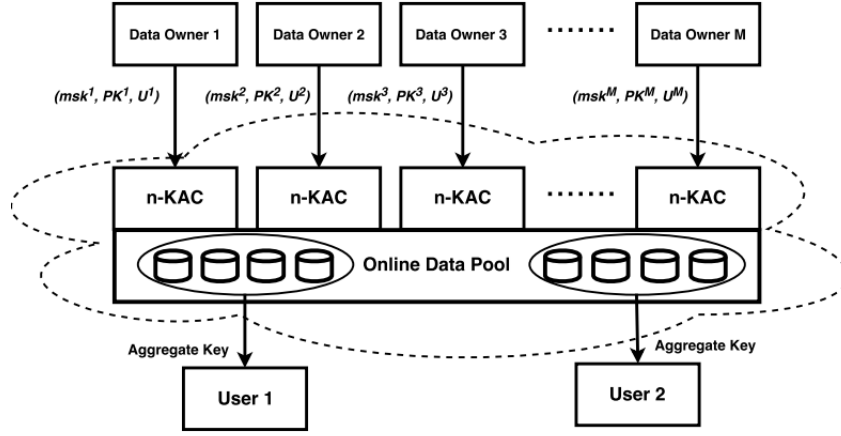 Data Owner 1
Data Owner 2
Data Owner 3
.......
Data Owner M
(msk¹, PK¹, U¹)
(msk², PK², U²)
(msk³, PK³, U³)
(mskᴹ, PKᴹ, Uᴹ)
n-KAC
n-KAC
n-KAC
.......
n-KAC
Online Data Pool
Aggregate Key
Aggregate Key
User 1
User 2